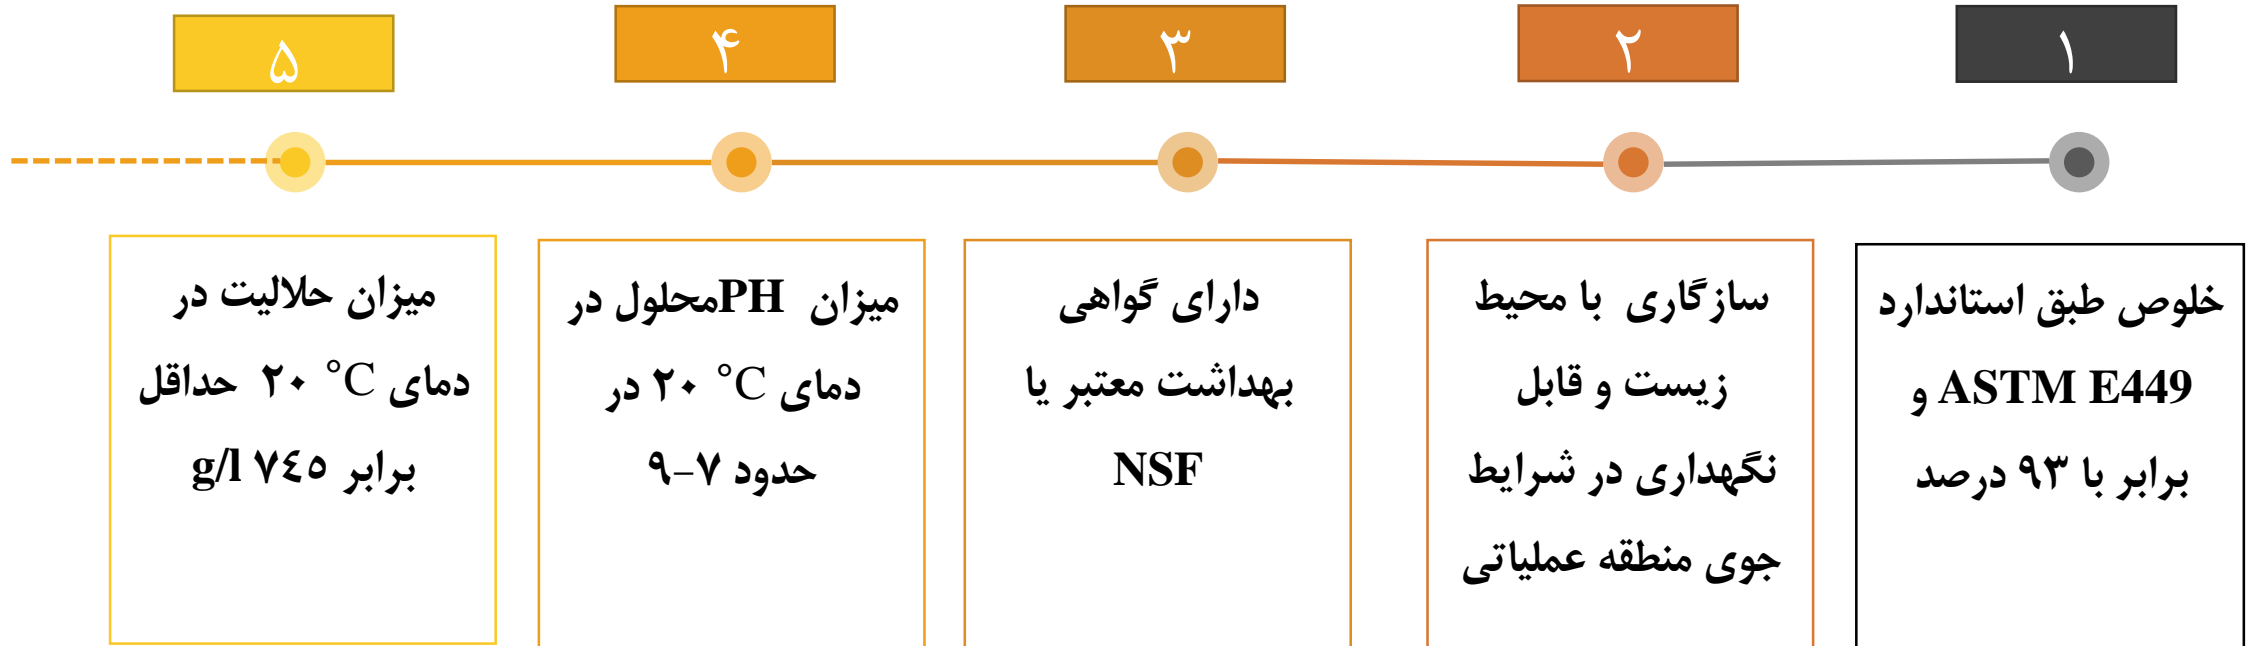 ۱
خلوص طبق استاندارد
ASTM E449 و
برابر با ۹۳ درصد
۲
سازگاری با محیط
زیست و قابل
نگهداری در شرایط
جوی منطقه عملیاتی
۳
دارای گواهی
بهداشت معتبر یا
NSF
۴
میزان PHمحلول در
دمای ۲۰ °C در
حدود ۷-۹
۵
میزان حلالیت در
دمای ۲۰ °C حداقل
برابر ٧٤٥ g/l